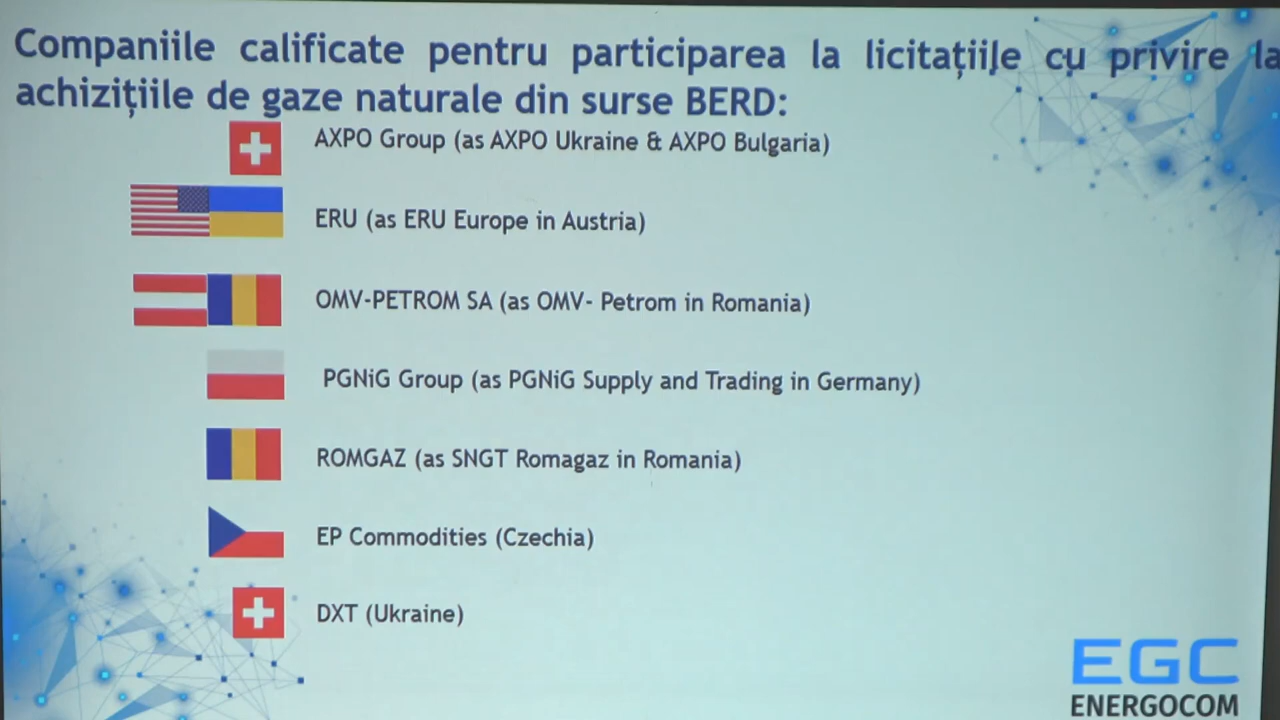 Companiile calificate pentru participarea la licitațiile cu privire la
achizițiile de gaze naturale din surse BERD:
AXPO Group (as AXPO Ukraine & AXPO Bulgaria)
ERU (as ERU Europe in Austria)
OMV-PETROM SA (as OMV- Petrom in Romania)
PGNiG Group (as PGNiG Supply and Trading in Germany)
ROMGAZ (as SNGT Romagaz in Romania)
EP Commodities (Czechia)
DXT (Ukraine)
EGC
ENERGOCOM